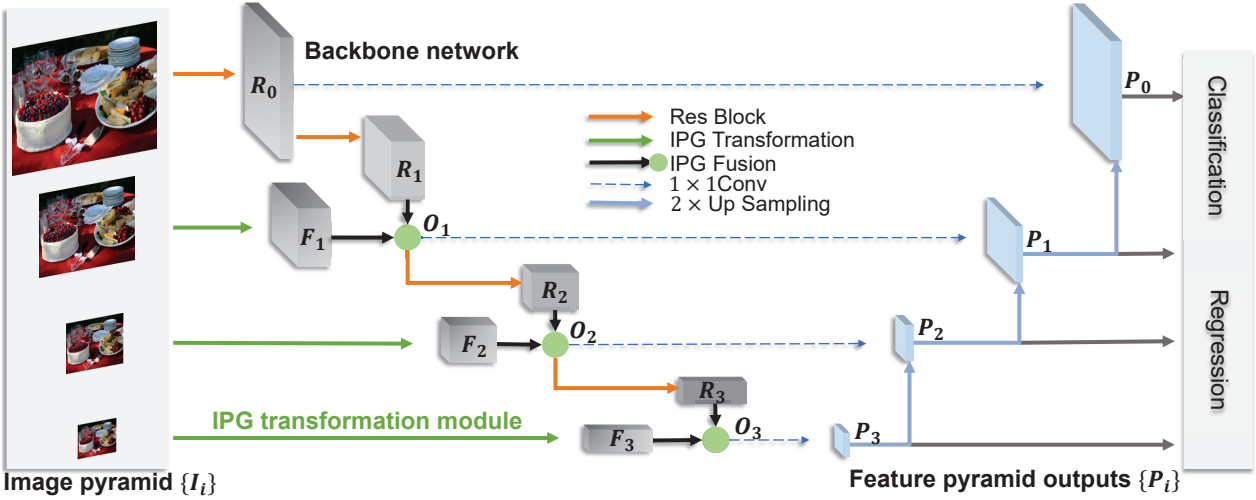 Backbone network
R₀
P₀
Classification
Res Block
IPG Transformation
IPG Fusion
1 × 1Conv
2 × Up Sampling
R₁
F₁
O₁
P₁
R₂
F₂
O₂
P₂
Regression
R₃
IPG transformation module
F₃
O₃
P₃
Image pyramid {Iᵢ}
Feature pyramid outputs {Pᵢ}